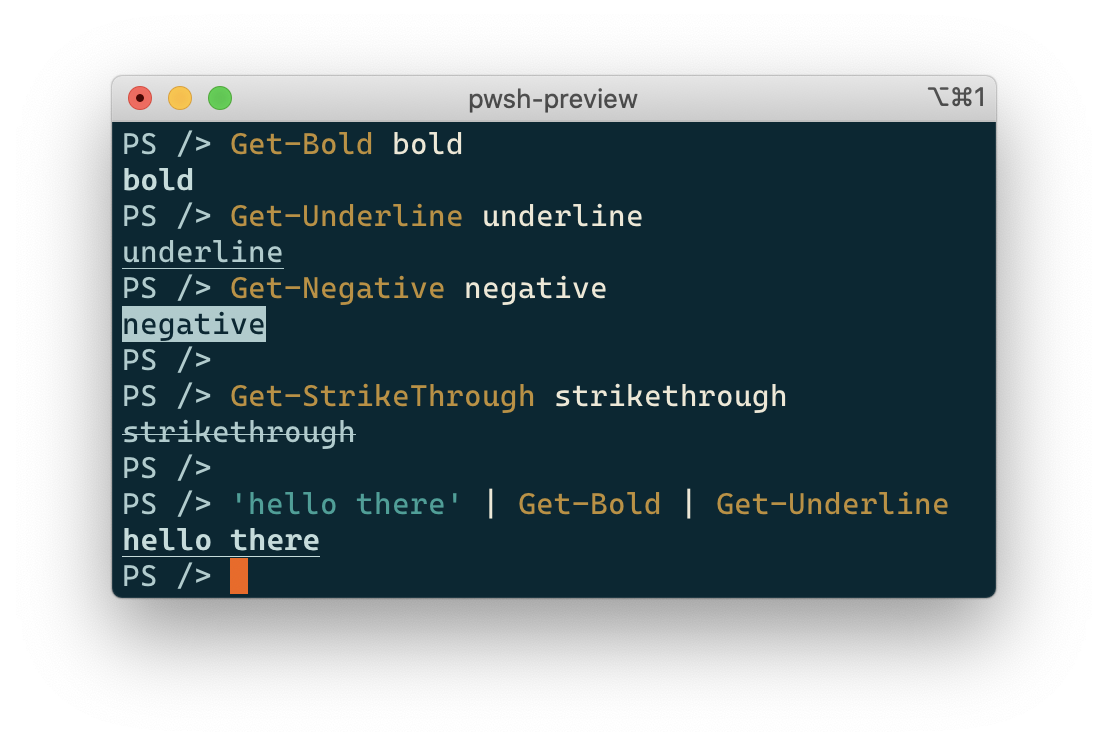 pwsh-preview ⌥⌘1
PS /> Get-Bold bold
bold
PS /> Get-Underline underline
underline
PS /> Get-Negative negative
negative
PS />
PS /> Get-StrikeThrough strikethrough
strikethrough
PS />
PS /> 'hello there' | Get-Bold | Get-Underline
hello there
PS />